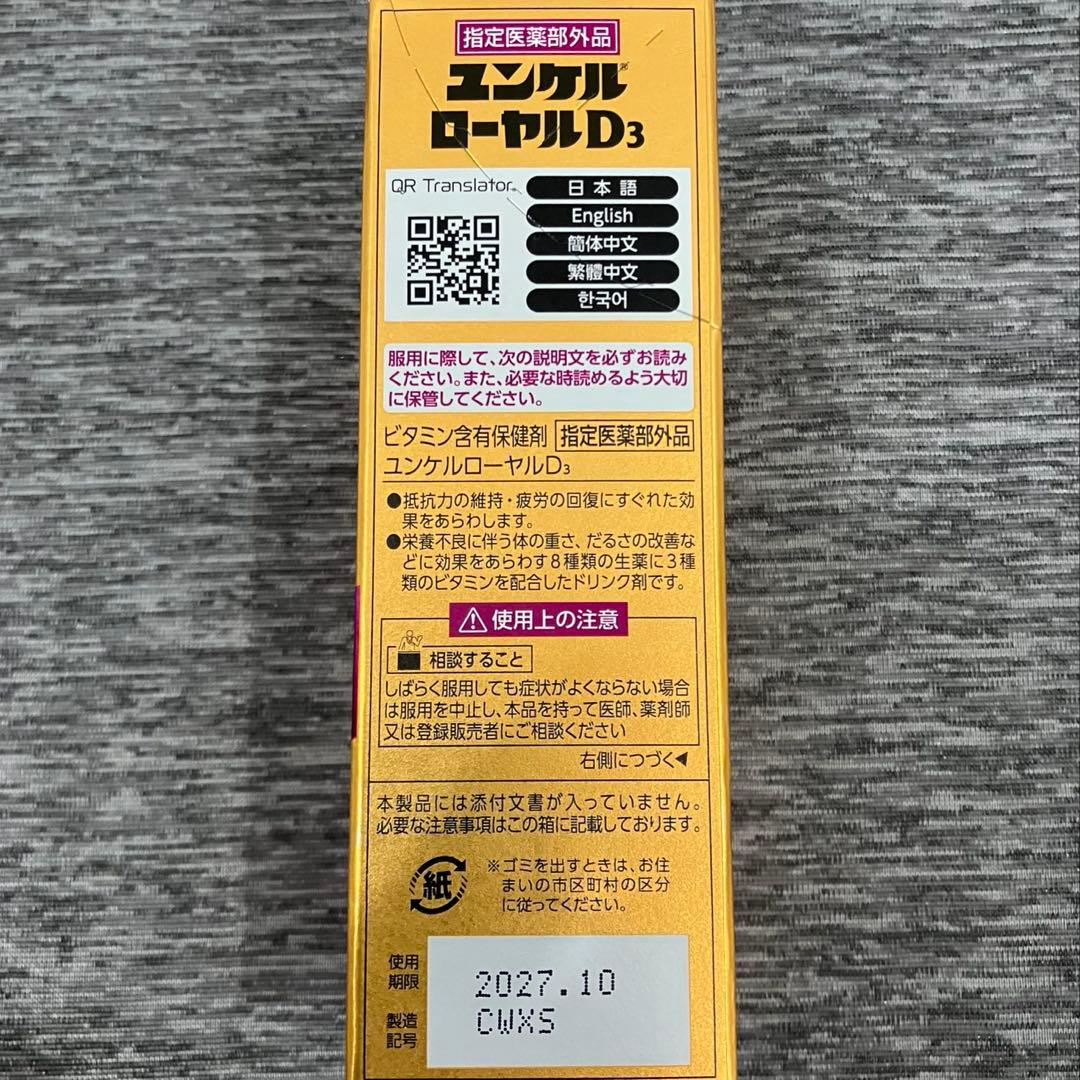 指定医薬部外品
ユンケル®
ローヤルD3
QR Translator®
日本語
English
简体中文
繁體中文
한국어
服用に際して、次の説明文を必ずお読み
ください。また、必要な時読めるよう大切
に保管してください。
ビタミン含有保健剤 指定医薬部外品
ユンケルローヤルD3
●抵抗力の維持・疲労の回復にすぐれた効
果をあらわします。
●栄養不良に伴う体の重さ、だるさの改善な
どに効果をあらわす8種類の生薬に3種
類のビタミンを配合したドリンク剤です。
⚠使用上の注意
相談すること
しばらく服用しても症状がよくならない場合
は服用を中止し、本品を持って医師、薬剤師
又は登録販売者にご相談ください
右側につづく◀
本製品には添付文書が入っていません。
必要な注意事項はこの箱に記載しております。
紙
※ゴミを出すときは、お住
まいの市区町村の区分
に従ってください。
使用
期限
2027.10
製造
記号
CWXS